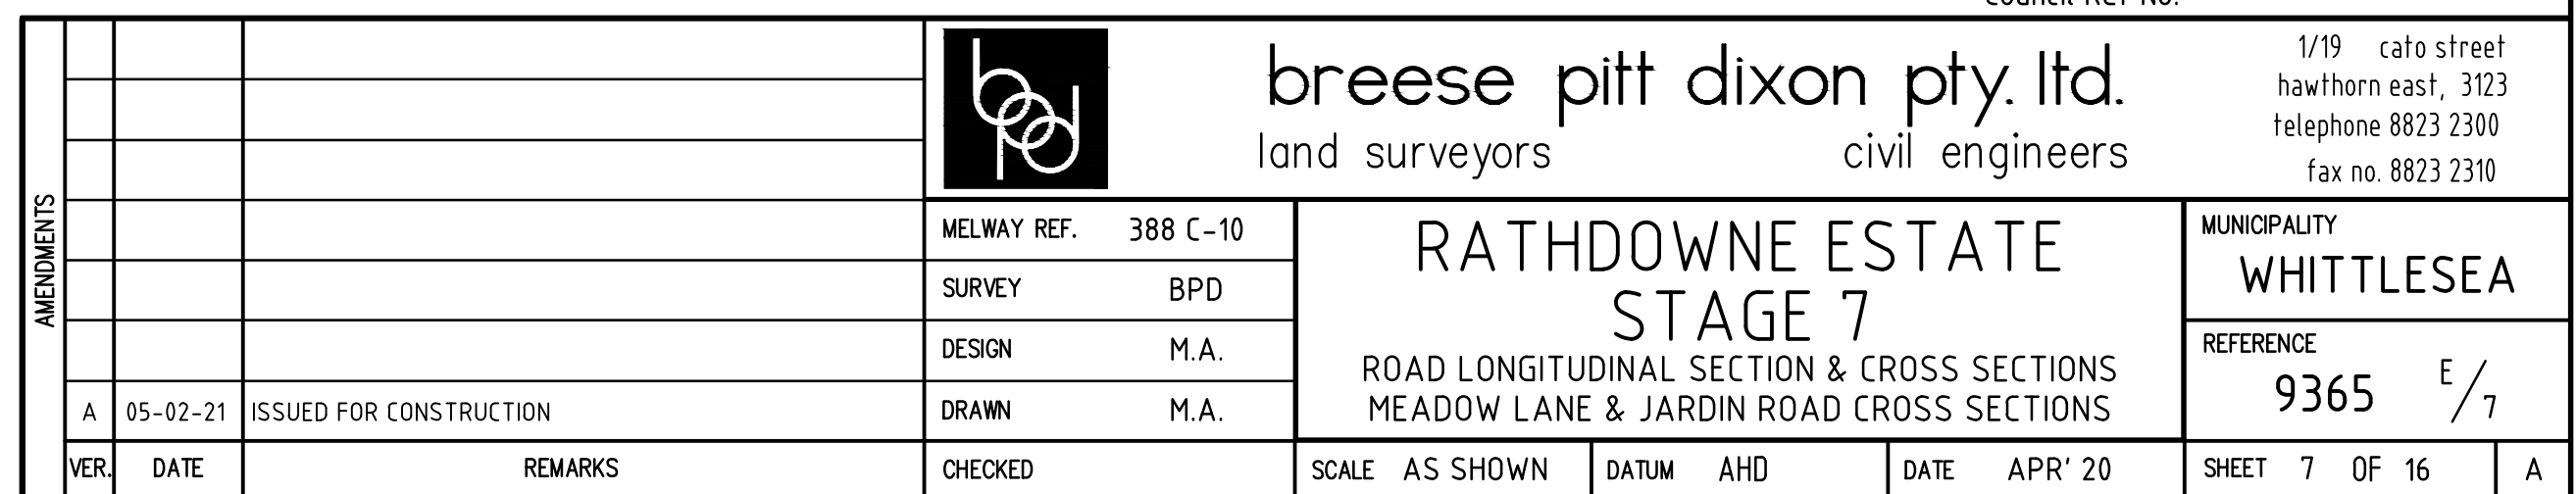 Council Ref No.
bpd
breese pitt dixon pty. ltd.
land surveyors civil engineers
1/19 cato street
hawthorn east, 3123
telephone 8823 2300
fax no. 8823 2310
AMENDMENTS
A 05-02-21 ISSUED FOR CONSTRUCTION
VER. DATE REMARKS
MELWAY REF. 388 C-10
SURVEY BPD
DESIGN M.A.
DRAWN M.A.
CHECKED
RATHDOWNE ESTATE
STAGE 7
ROAD LONGITUDINAL SECTION & CROSS SECTIONS
MEADOW LANE & JARDIN ROAD CROSS SECTIONS
SCALE AS SHOWN DATUM AHD DATE APR' 20
MUNICIPALITY
WHITTLESEA
REFERENCE
9365 E/7
SHEET 7 OF 16 A